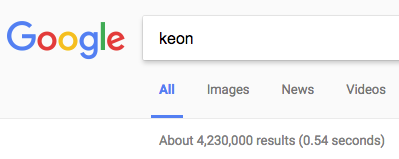 Google
keon
All Images News Videos
About 4,230,000 results (0.54 seconds)